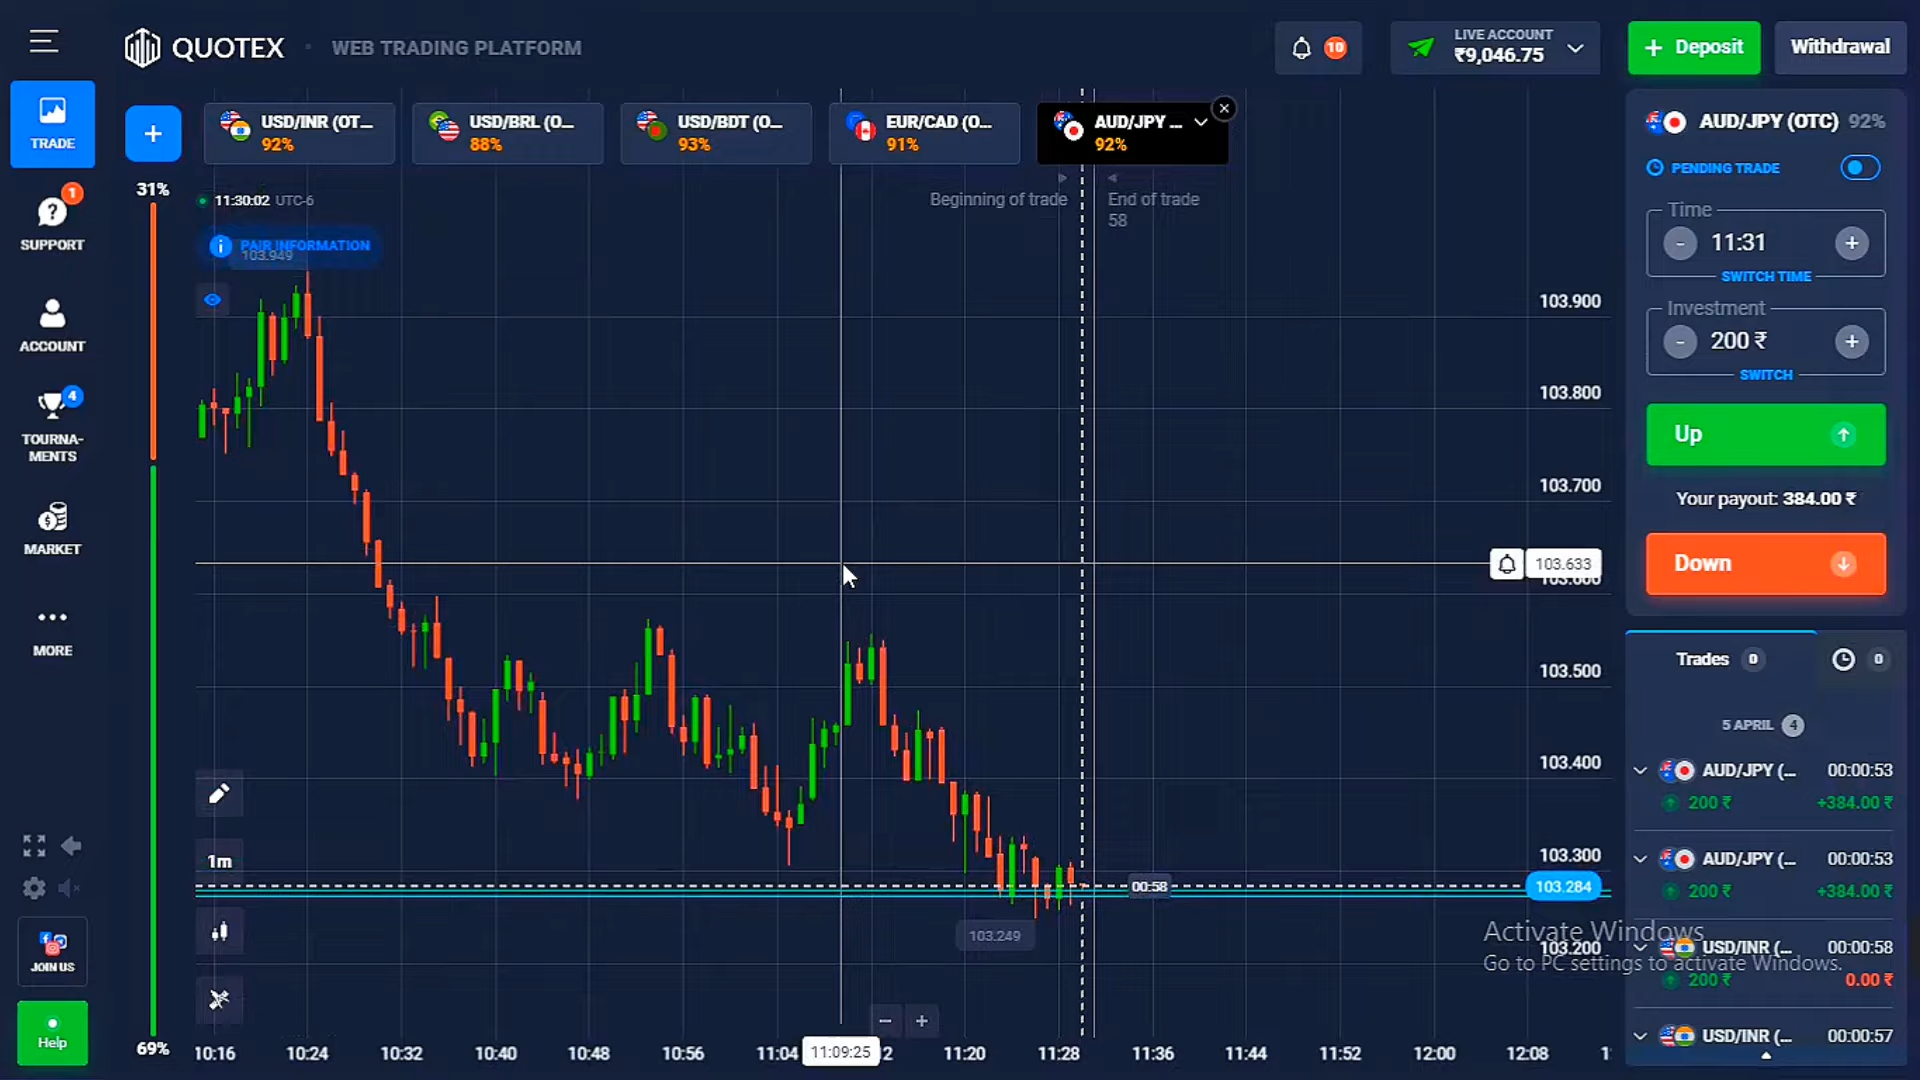 QUOTEX
WEB TRADING PLATFORM
10
LIVE ACCOUNT
₹9,046.75
+ Deposit
Withdrawal
TRADE
1
SUPPORT
ACCOUNT
4
TOURNA-
MENTS
MARKET
MORE
JOIN US
Help
+
USD/INR (OT...
92%
USD/BRL (O...
88%
USD/BDT (O...
93%
EUR/CAD (O...
91%
AUD/JPY ...
92%
31%
69%
11:30:02 UTC-6
PAIR INFORMATION
103.949
Beginning of trade
End of trade
58
103.900
103.800
103.700
103.633
103.600
103.500
103.400
103.300
103.284
103.200
00:58
103.249
1m
10:16
10:24
10:32
10:40
10:48
10:56
11:04
11:09:25
11:20
11:28
11:36
11:44
11:52
12:00
12:08
AUD/JPY (OTC) 92%
PENDING TRADE
Time
- 11:31 +
SWITCH TIME
Investment
- 200 ₹ +
SWITCH
Up
Your payout: 384.00 ₹
Down
Trades 0
0
5 APRIL 4
AUD/JPY (... 00:00:53
200 ₹ +384.00 ₹
AUD/JPY (... 00:00:53
200 ₹ +384.00 ₹
USD/INR (... 00:00:58
200 ₹ 0.00 ₹
USD/INR (... 00:00:57
Activate Windows
Go to PC settings to activate Windows.